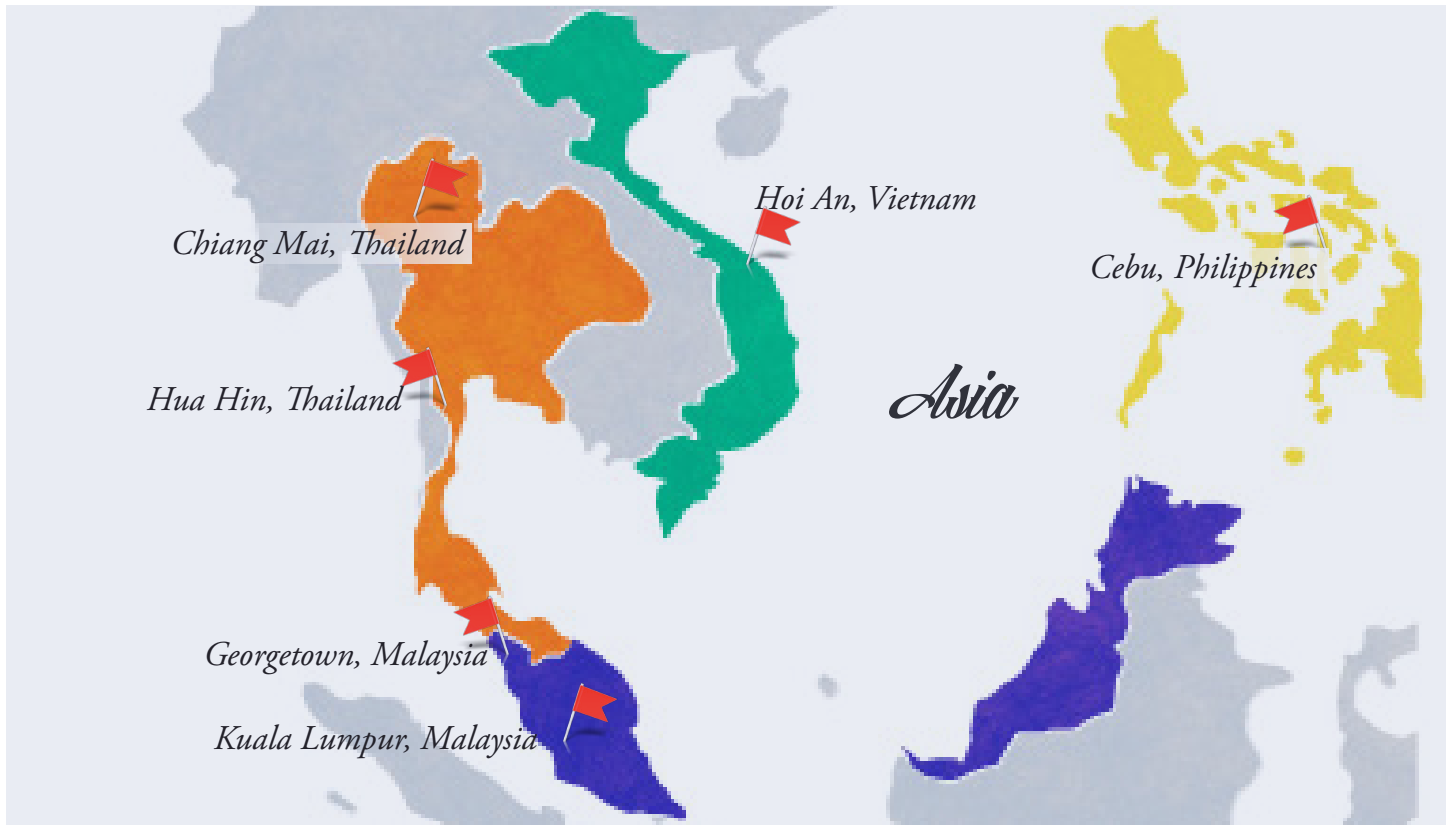 Hoi An, Vietnam
Chiang Mai, Thailand
Cebu, Philippines
Asia
Hua Hin, Thailand
Georgetown, Malaysia
Kuala Lumpur, Malaysia